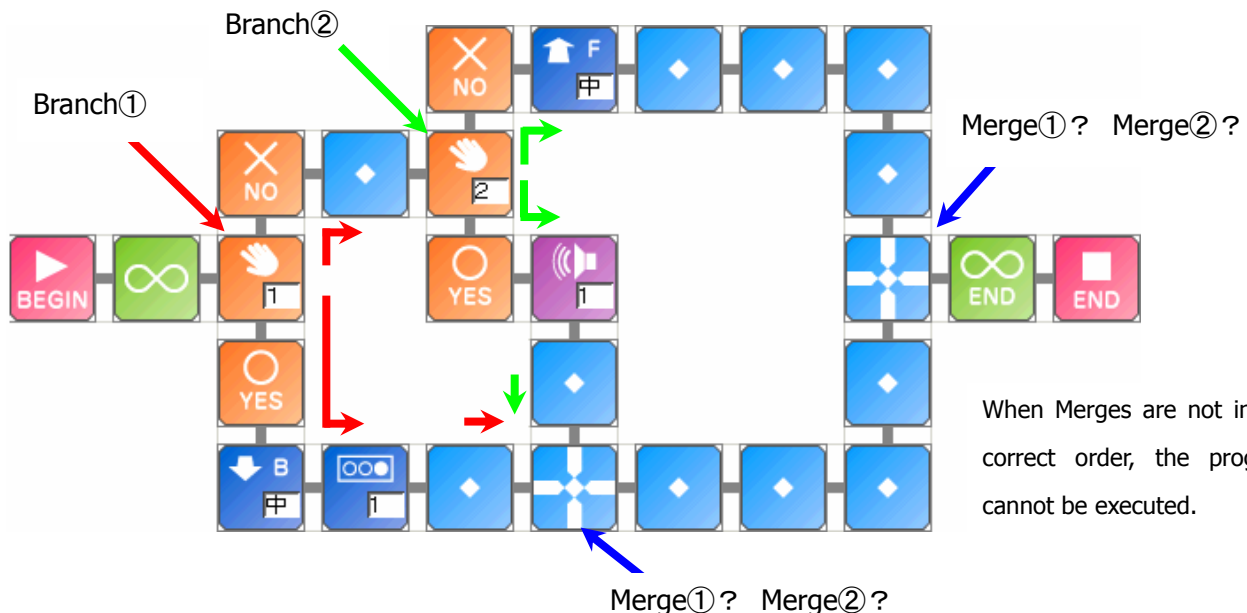 Branch②
Branch①
NO
F
中
Merge①? Merge②?
NO
2
BEGIN
1
YES
1
END
END
YES
When Merges are not in
correct order, the prog
cannot be executed.
B
中
1
Merge①? Merge②?